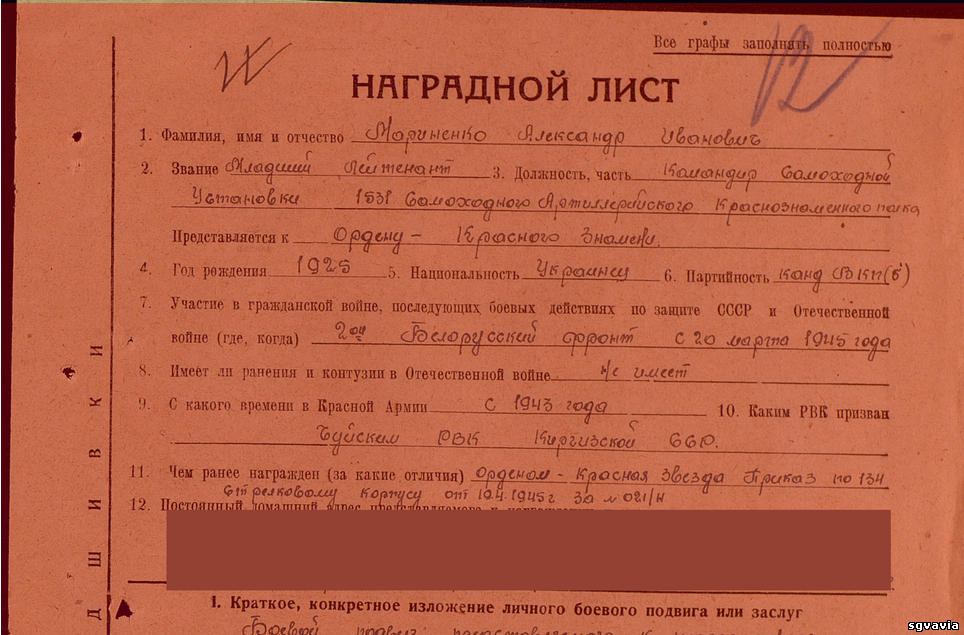 Все графы заполнять полностью
12
НАГРАДНОЙ ЛИСТ
1. Фамилия, имя и отчество Мариненко Александр Иванович
2. Звание Младший Лейтенант 3. Должность, часть Командир Самоходной
Установки 1531 Самоходного Артиллерийского Краснознаменного полка
Представляется к Ордену - Красного Знамени.
4. Год рождения 1925 5. Национальность Украинец 6. Партийность канд ВКП(б)
7. Участие в гражданской войне, последующих боевых действиях по защите СССР и Отечественной
войне (где, когда) 2ой Белорусский фронт с 20 марта 1945 года
8. Имеет ли ранения и контузии в Отечественной войне не имеет
9. С какого времени в Красной Армии с 1943 года 10. Каким РВК призван
Чуйским РВК Киргизской ССР.
11. Чем ранее награжден (за какие отличия) Орденом - Красная Звезда Приказ по 134
Стрелковому корпусу от 19.4.1945г за № 021/н
12. Постоянный домашний адрес представляемого к
I. Краткое, конкретное изложение личного боевого подвига или заслуг
Боевой подвиг
ДШИВКИ
sgvavia